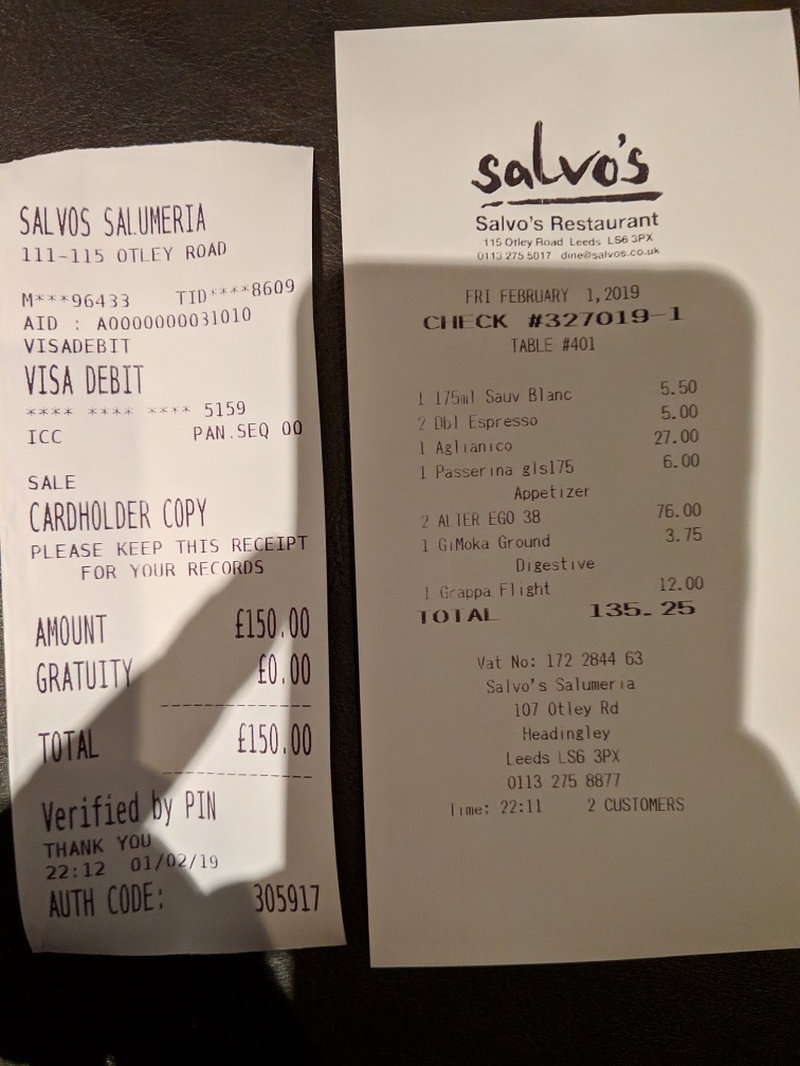 SALVOS SALUMERIA
111-115 OTLEY ROAD
M***96433 TID****8609
AID : A0000000031010
VISADEBIT
VISA DEBIT
**** **** **** 5159
ICC PAN.SEQ 00
SALE
CARDHOLDER COPY
PLEASE KEEP THIS RECEIPT
FOR YOUR RECORDS
AMOUNT £150.00
GRATUITY £0.00
TOTAL £150.00
Verified by PIN
THANK YOU
22:12 01/02/19
AUTH CODE: 305917
salvo's
Salvo's Restaurant
115 Otley Road Leeds LS6 3PX
0113 275 5017 dine@salvos.co.uk
FRI FEBRUARY 1,2019
CHECK #327019-1
TABLE #401
1 175ml Sauv Blanc 5.50
2 Dbl Espresso 5.00
1 Aglianico 27.00
1 Passerina gls175 6.00
Appetizer
2 ALTER EGO 38 76.00
1 GiMoka Ground 3.75
Digestive
1 Grappa Flight 12.00
TOTAL 135.25
Vat No: 172 2844 63
Salvo's Salumeria
107 Otley Rd
Headingley
Leeds LS6 3PX
0113 275 8877
Time: 22:11 2 CUSTOMERS